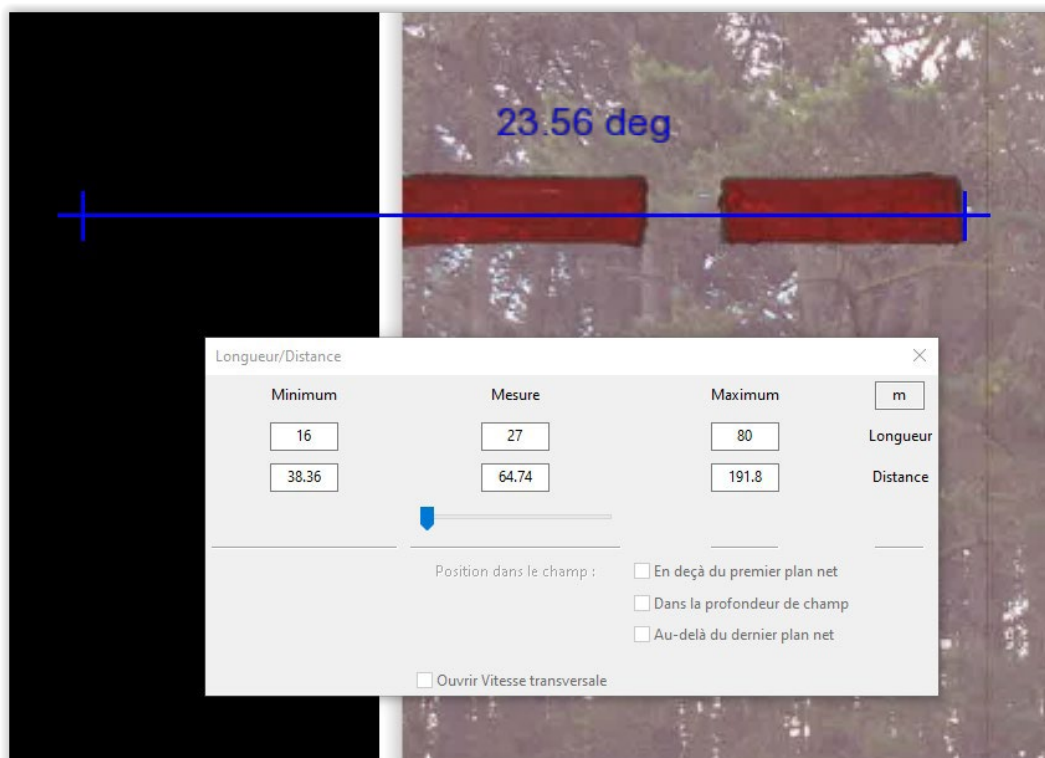 23.56 deg
Longueur/Distance
Minimum Mesure Maximum m
16 27 80 Longueur
38.36 64.74 191.8 Distance
Position dans le champ : En deçà du premier plan net
Dans la profondeur de champ
Au-delà du dernier plan net
Ouvrir Vitesse transversale